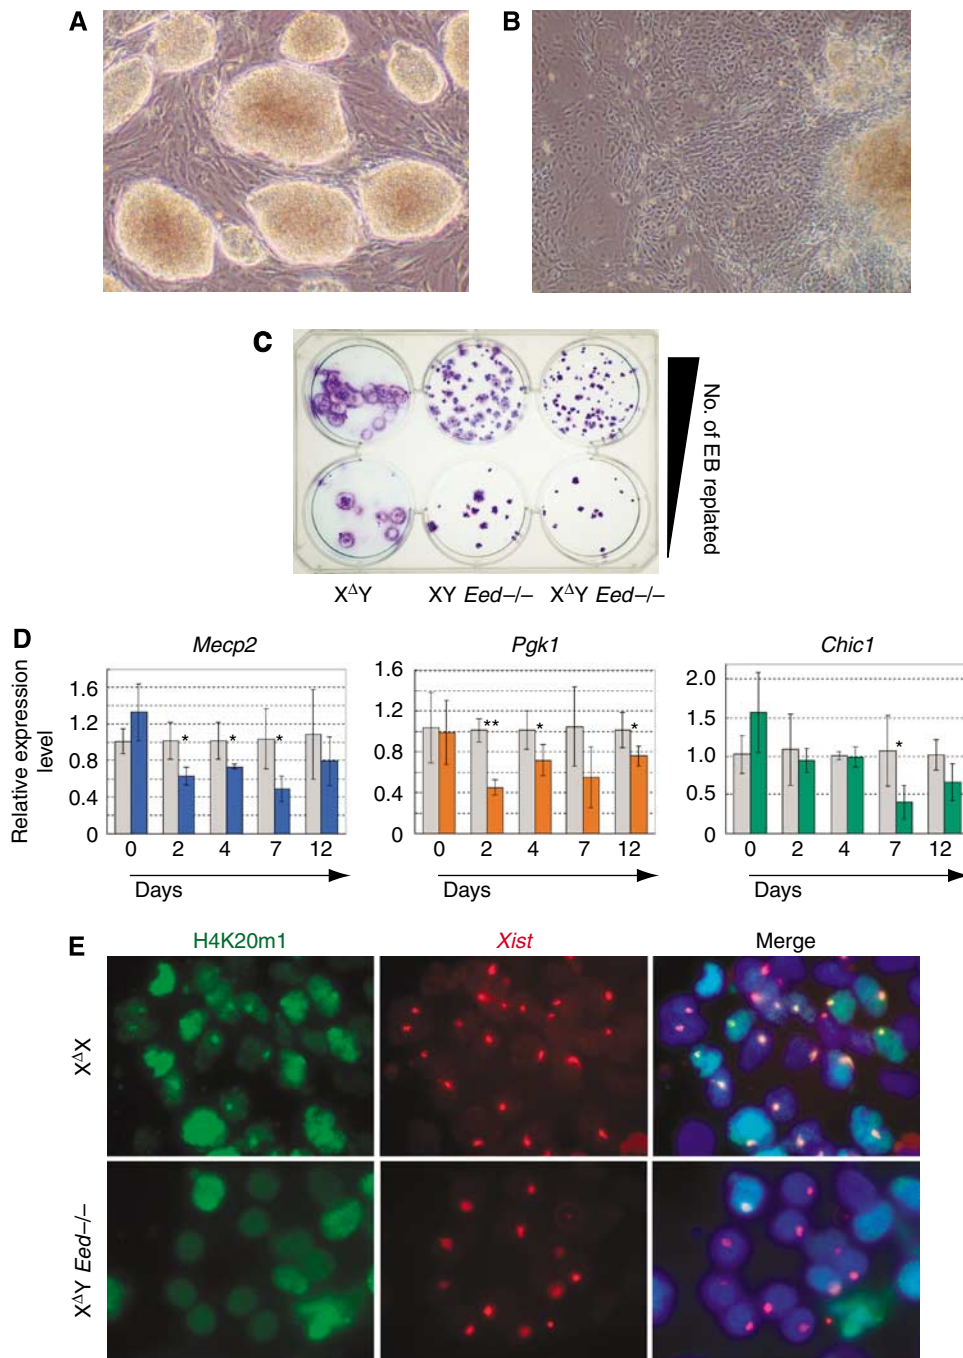 A
B
C
No. of EB replated
XΔY
XY Eed–/–
XΔY Eed–/–
D
Mecp2
Pgk1
Chic1
Relative expression
level
1.6
1.2
0.8
0.4
0
*
*
*
0 2 4 7 12
Days
1.6
1.2
0.8
0.4
0
**
*
*
0 2 4 7 12
Days
2.0
1.5
1.0
0.5
0
*
0 2 4 7 12
Days
E
H4K20m1
Xist
Merge
XΔX
XΔY Eed–/–